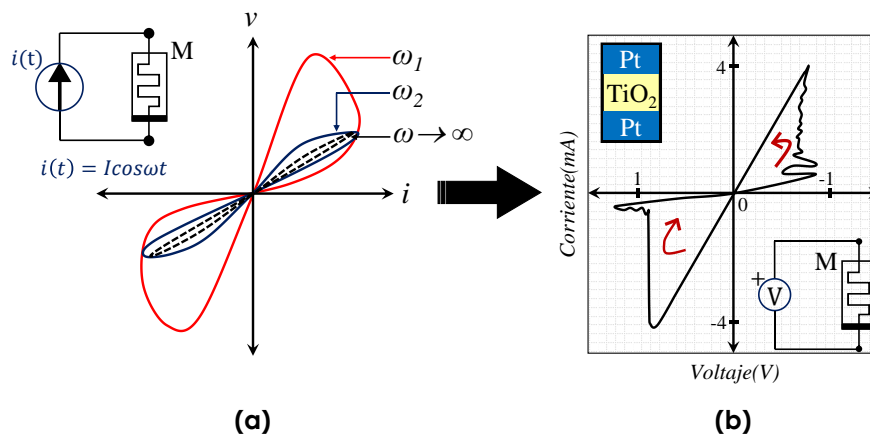 v
i(t)
M
ω1
ω2
ω → ∞
i
i(t) = Icosωt
(a)
Pt
TiO2
Pt
4
1
-1
0
-4
Corriente(mA)
M
+
V
Voltaje(V)
(b)